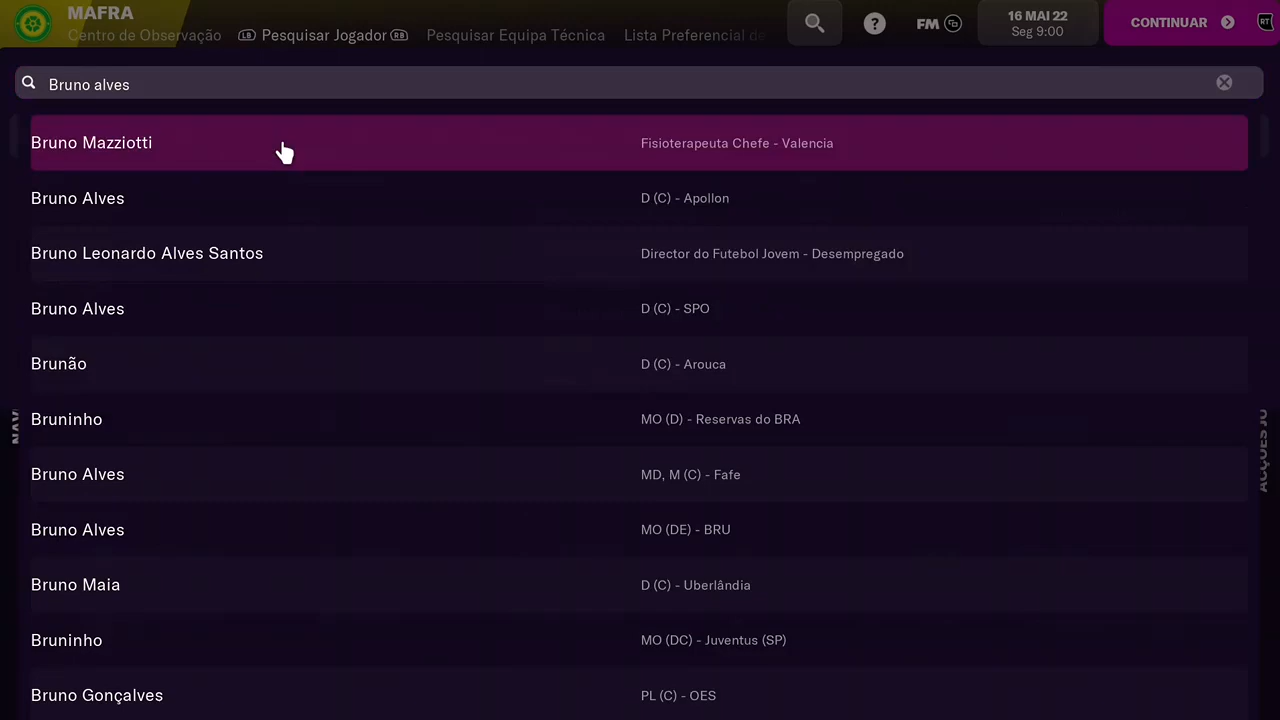 MAFRA
Centro de Observação
LB Pesquisar Jogador RB
Pesquisar Equipa Técnica
Lista Preferencial de
?
FM
16 MAI 22
Seg 9:00
CONTINUAR
RT
Bruno alves
Bruno Mazziotti Fisioterapeuta Chefe - Valencia
Bruno Alves D (C) - Apollon
Bruno Leonardo Alves Santos Director do Futebol Jovem - Desempregado
Bruno Alves D (C) - SPO
Brunão D (C) - Arouca
Bruninho MO (D) - Reservas do BRA
Bruno Alves MD, M (C) - Fafe
Bruno Alves MO (DE) - BRU
Bruno Maia D (C) - Uberlândia
Bruninho MO (DC) - Juventus (SP)
Bruno Gonçalves PL (C) - OES